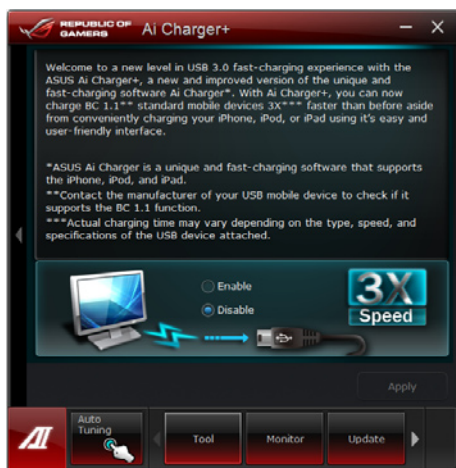 REPUBLIC OF
GAMERS
Ai Charger+
Welcome to a new level in USB 3.0 fast-charging experience with the
ASUS Ai Charger+, a new and improved version of the unique and
fast-charging software Ai Charger*. With Ai Charger+, you can now
charge BC 1.1** standard mobile devices 3X*** faster than before aside
from conveniently charging your iPhone, iPod, or iPad using it's easy and
user-friendly interface.
*ASUS Ai Charger is a unique and fast-charging software that supports
the iPhone, iPod, and iPad.
**Contact the manufacturer of your USB mobile device to check if it
supports the BC 1.1 function.
***Actual charging time may vary depending on the type, speed, and
specifications of the USB device attached.
Enable
Disable
3X
Speed
Apply
AI
Auto
Tuning
Tool
Monitor
Update